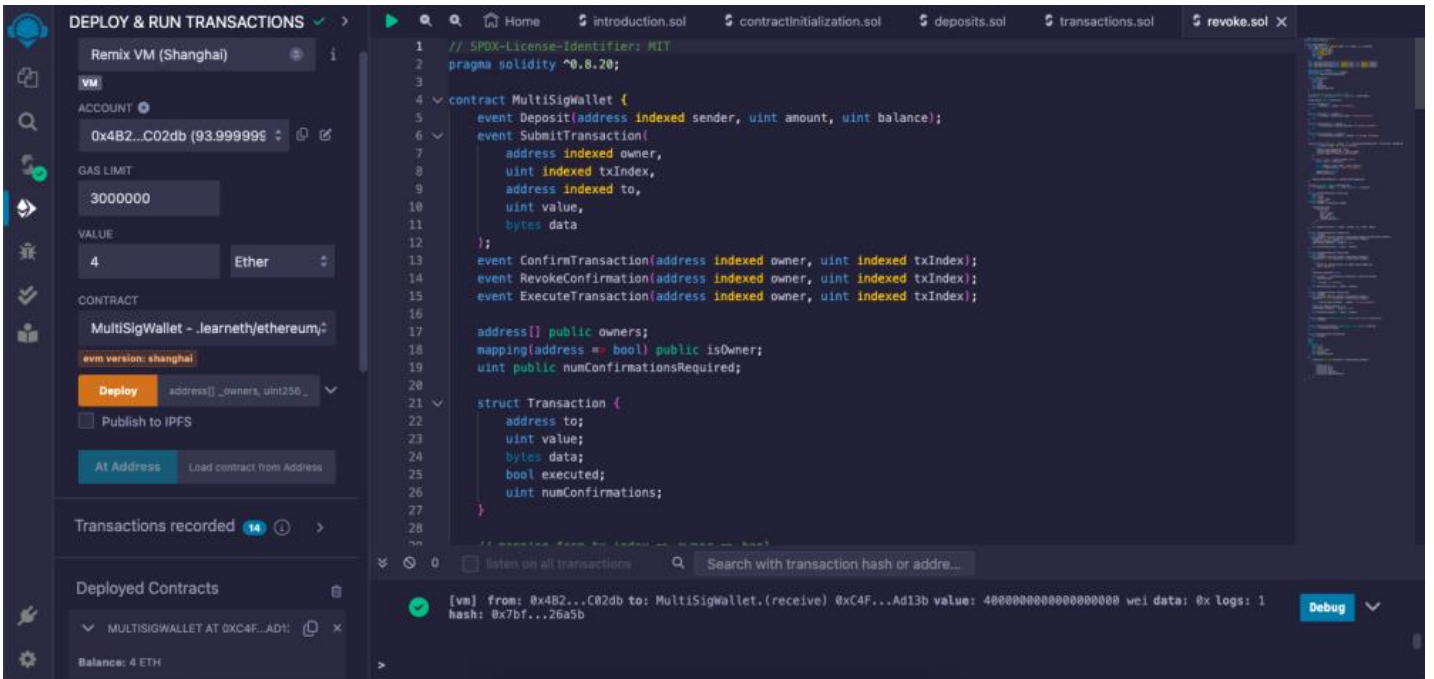 DEPLOY & RUN TRANSACTIONS
Remix VM (Shanghai)
VM
ACCOUNT
0x4B2...C02db (93.999999
GAS LIMIT
3000000
VALUE
4 Ether
CONTRACT
MultiSigWallet - .learneth/ethereum/
evm version: shanghai
Deploy address[] _owners, uint256 _
Publish to IPFS
At Address Load contract from Address
Transactions recorded 14
Deployed Contracts
MULTISIGWALLET AT 0XC4F...AD1
Balance: 4 ETH
Home introduction.sol contractInitialization.sol deposits.sol transactions.sol revoke.sol
1 // SPDX-License-Identifier: MIT
2 pragma solidity ^0.8.20;
3
4 contract MultiSigWallet {
5 event Deposit(address indexed sender, uint amount, uint balance);
6 event SubmitTransaction(
7 address indexed owner,
8 uint indexed txIndex,
9 address indexed to,
10 uint value,
11 bytes data
12 );
13 event ConfirmTransaction(address indexed owner, uint indexed txIndex);
14 event RevokeConfirmation(address indexed owner, uint indexed txIndex);
15 event ExecuteTransaction(address indexed owner, uint indexed txIndex);
16
17 address[] public owners;
18 mapping(address => bool) public isOwner;
19 uint public numConfirmationsRequired;
20
21 struct Transaction {
22 address to;
23 uint value;
24 bytes data;
25 bool executed;
26 uint numConfirmations;
27 }
28
0 listen on all transactions Search with transaction hash or addre...
[vm] from: 0x4B2...C02db to: MultiSigWallet.(receive) 0xC4F...Ad13b value: 4000000000000000000 wei data: 0x logs: 1
hash: 0x7bf...26a5b
Debug
>